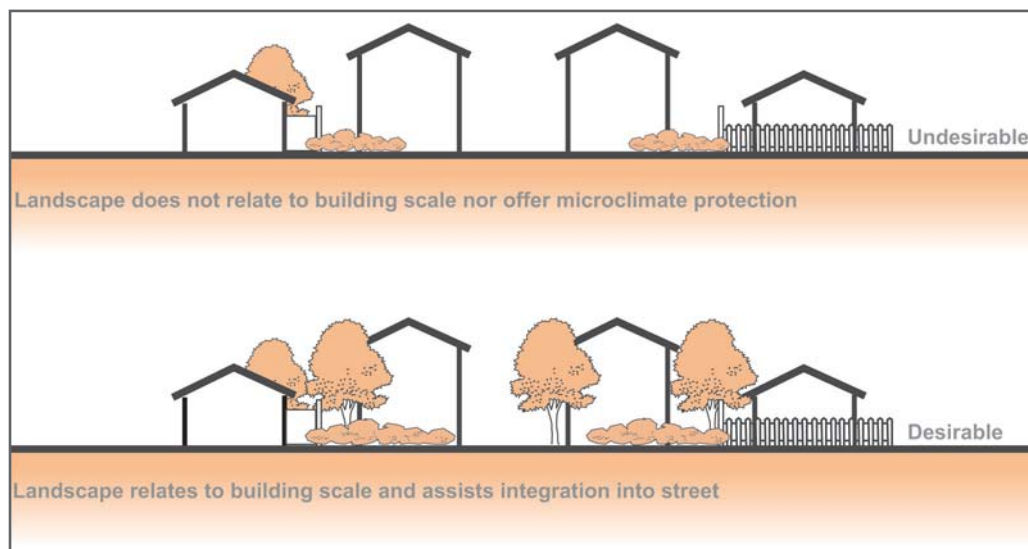 Undesirable
Landscape does not relate to building scale nor offer microclimate protection
Desirable
Landscape relates to building scale and assists integration into street